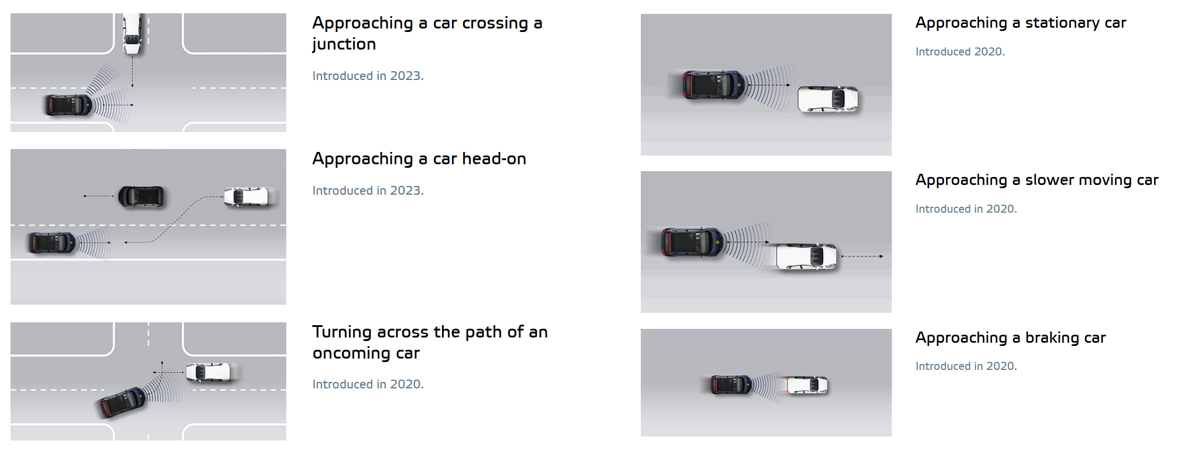 Approaching a car crossing a
junction
Introduced in 2023.
Approaching a car head-on
Introduced in 2023.
Turning across the path of an
oncoming car
Introduced in 2020.
Approaching a stationary car
Introduced 2020.
Approaching a slower moving car
Introduced in 2020.
Approaching a braking car
Introduced in 2020.